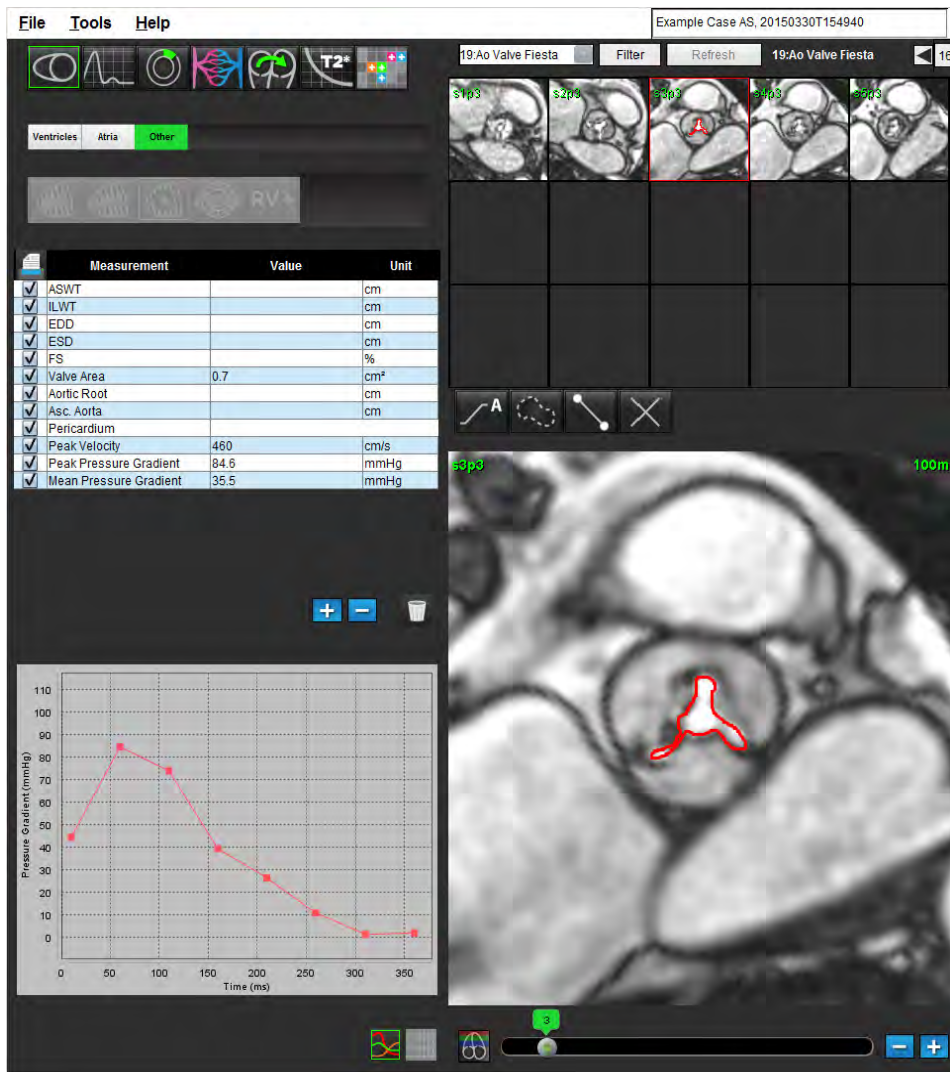 File Tools Help
Example Case AS, 20150330T154940
T2*
19:Ao Valve Fiesta Filter Refresh 19:Ao Valve Fiesta 16
s1p3 s2p3 s3p3 s4p3 s5p3
Ventricles Atria Other
RV+
Measurement Value Unit
ASWT cm
ILWT cm
EDD cm
ESD cm
FS %
Valve Area 0.7 cm²
Aortic Root cm
Asc. Aorta cm
Pericardium
Peak Velocity 460 cm/s
Peak Pressure Gradient 84.6 mmHg
Mean Pressure Gradient 35.5 mmHg
A
s3p3 100m
Pressure Gradient (mmHg)
110
100
90
80
70
60
50
40
30
20
10
0
0 50 100 150 200 250 300 350
Time (ms)
3